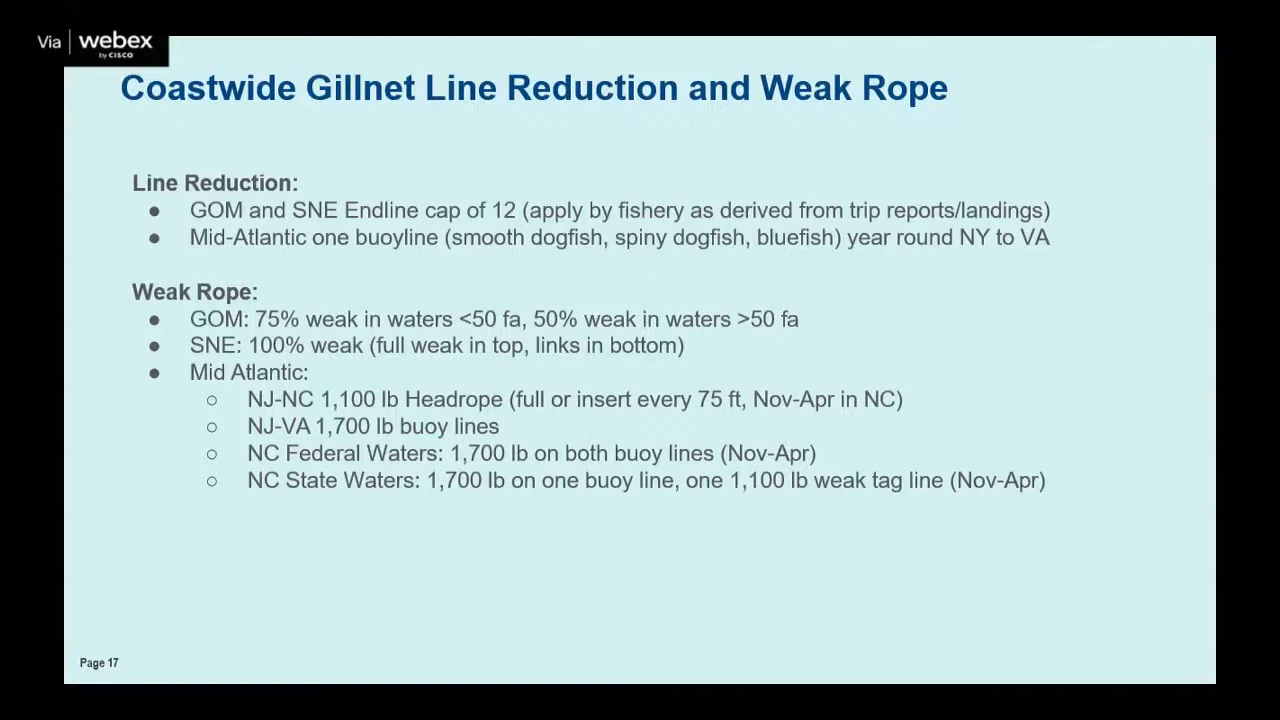 Via webex
by CISCO
Coastwide Gillnet Line Reduction and Weak Rope
Line Reduction:
● GOM and SNE Endline cap of 12 (apply by fishery as derived from trip reports/landings)
● Mid-Atlantic one buoyline (smooth dogfish, spiny dogfish, bluefish) year round NY to VA
Weak Rope:
● GOM: 75% weak in waters <50 fa, 50% weak in waters >50 fa
● SNE: 100% weak (full weak in top, links in bottom)
● Mid Atlantic:
○ NJ-NC 1,100 lb Headrope (full or insert every 75 ft, Nov-Apr in NC)
○ NJ-VA 1,700 lb buoy lines
○ NC Federal Waters: 1,700 lb on both buoy lines (Nov-Apr)
○ NC State Waters: 1,700 lb on one buoy line, one 1,100 lb weak tag line (Nov-Apr)
Page 17